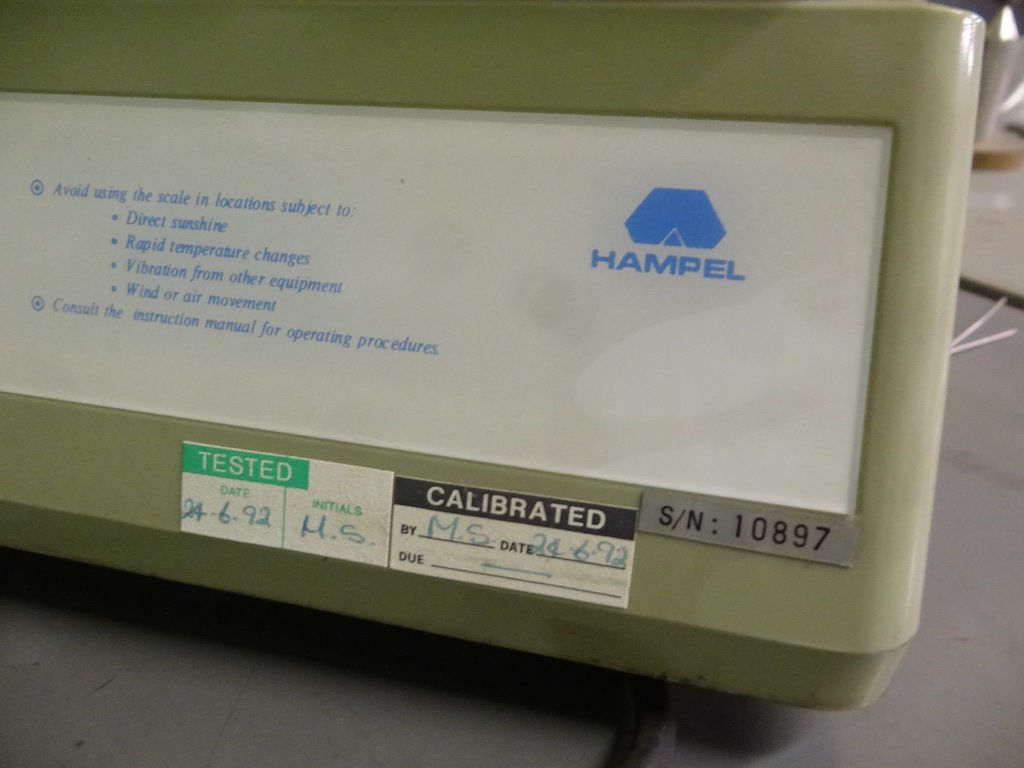 Avoid using the scale in locations subject to:
• Direct sunshine
• Rapid temperature changes
• Vibration from other equipment
• Wind or air movement
Consult the instruction manual for operating procedures.
HAMPEL
TESTED
DATE
INITIALS
24.6.92
M.S.
CALIBRATED
BY M.S. DATE 24.6.92
DUE —
S/N: 10897